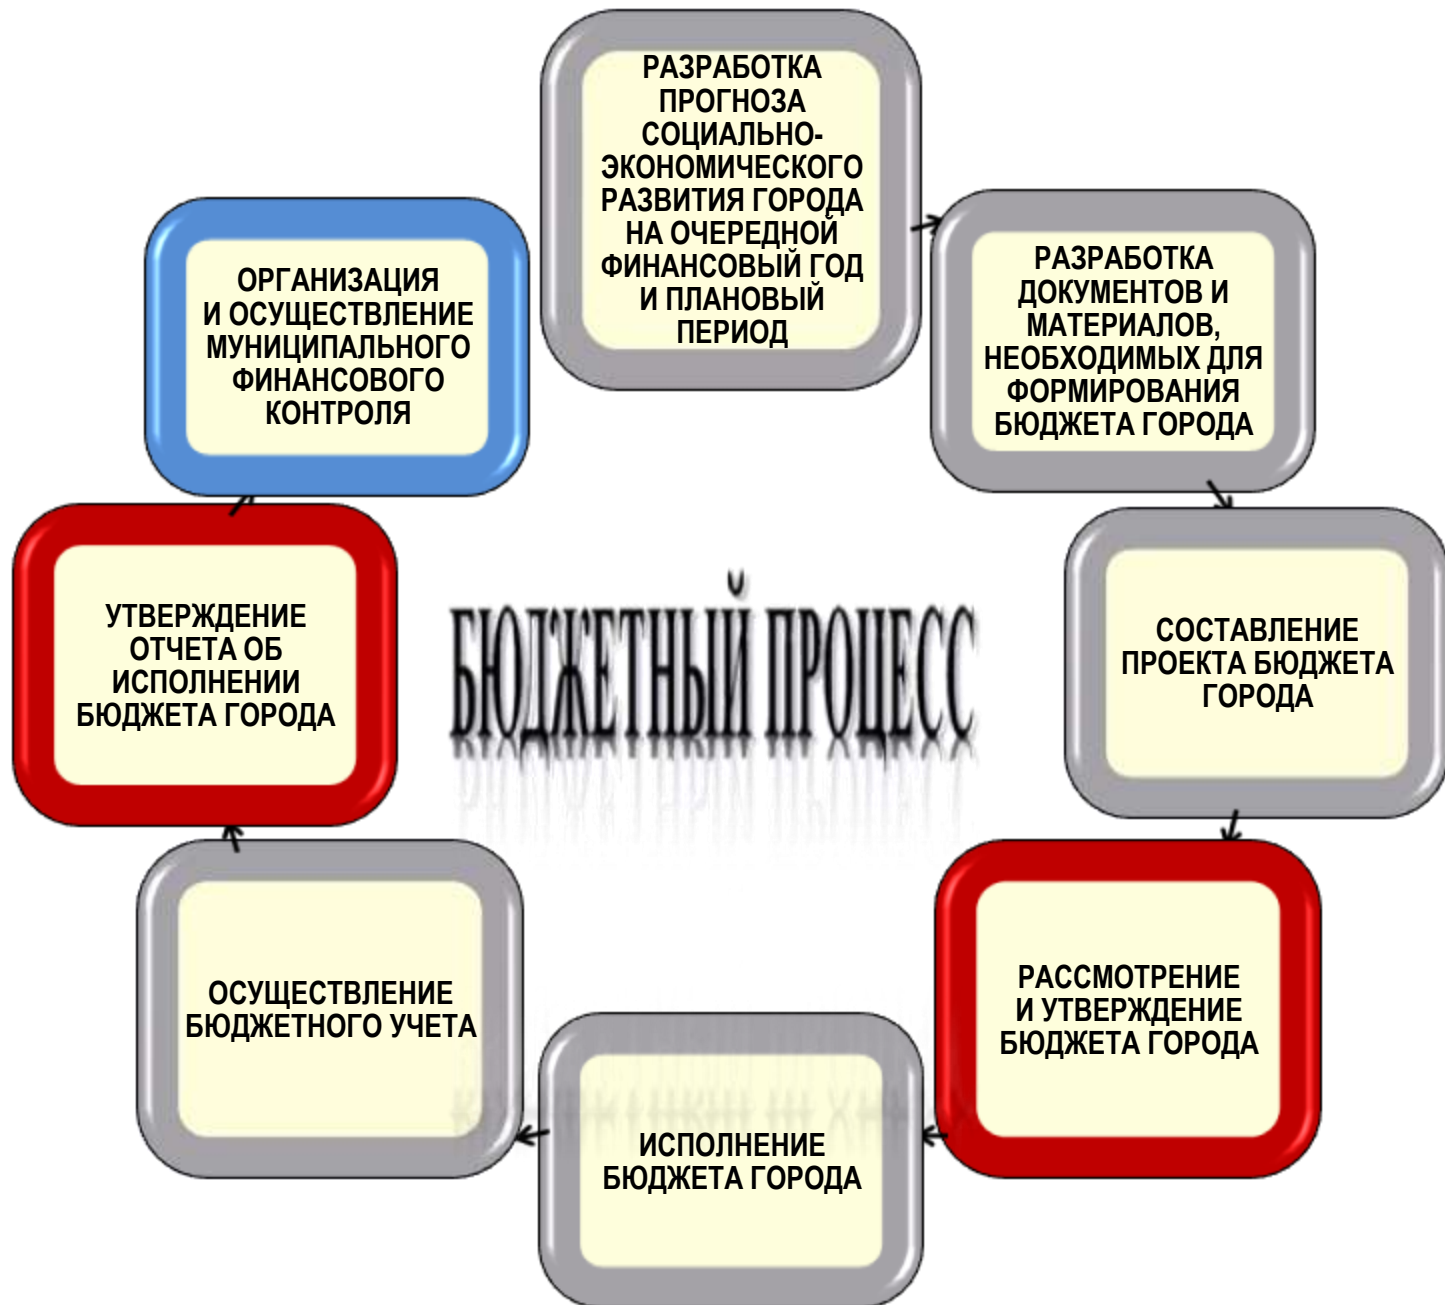 РАЗРАБОТКА
ПРОГНОЗА
СОЦИАЛЬНО-
ЭКОНОМИЧЕСКОГО
РАЗВИТИЯ ГОРОДА
НА ОЧЕРЕДНОЙ
ФИНАНСОВЫЙ ГОД
И ПЛАНОВЫЙ
ПЕРИОД
РАЗРАБОТКА
ДОКУМЕНТОВ И
МАТЕРИАЛОВ,
НЕОБХОДИМЫХ ДЛЯ
ФОРМИРОВАНИЯ
БЮДЖЕТА ГОРОДА
СОСТАВЛЕНИЕ
ПРОЕКТА БЮДЖЕТА
ГОРОДА
РАССМОТРЕНИЕ
И УТВЕРЖДЕНИЕ
БЮДЖЕТА ГОРОДА
ИСПОЛНЕНИЕ
БЮДЖЕТА ГОРОДА
ОСУЩЕСТВЛЕНИЕ
БЮДЖЕТНОГО УЧЕТА
УТВЕРЖДЕНИЕ
ОТЧЕТА ОБ
ИСПОЛНЕНИИ
БЮДЖЕТА ГОРОДА
ОРГАНИЗАЦИЯ
И ОСУЩЕСТВЛЕНИЕ
МУНИЦИПАЛЬНОГО
ФИНАНСОВОГО
КОНТРОЛЯ
БЮДЖЕТНЫЙ ПРОЦЕСС